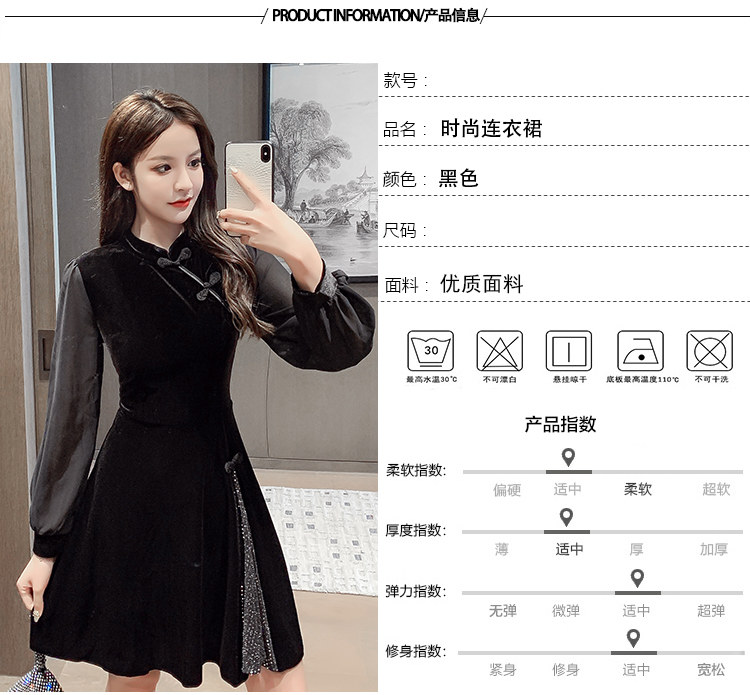 PRODUCT INFORMATION/产品信息
款号：
品名： 时尚连衣裙
颜色： 黑色
尺码：
面料： 优质面料
30
最高水温30℃ 不可漂白 悬挂晾干 底板最高温度110℃ 不可干洗
产品指数
柔软指数:
偏硬 适中 柔软 超软
厚度指数:
薄 适中 厚 加厚
弹力指数:
无弹 微弹 适中 超弹
修身指数:
紧身 修身 适中 宽松